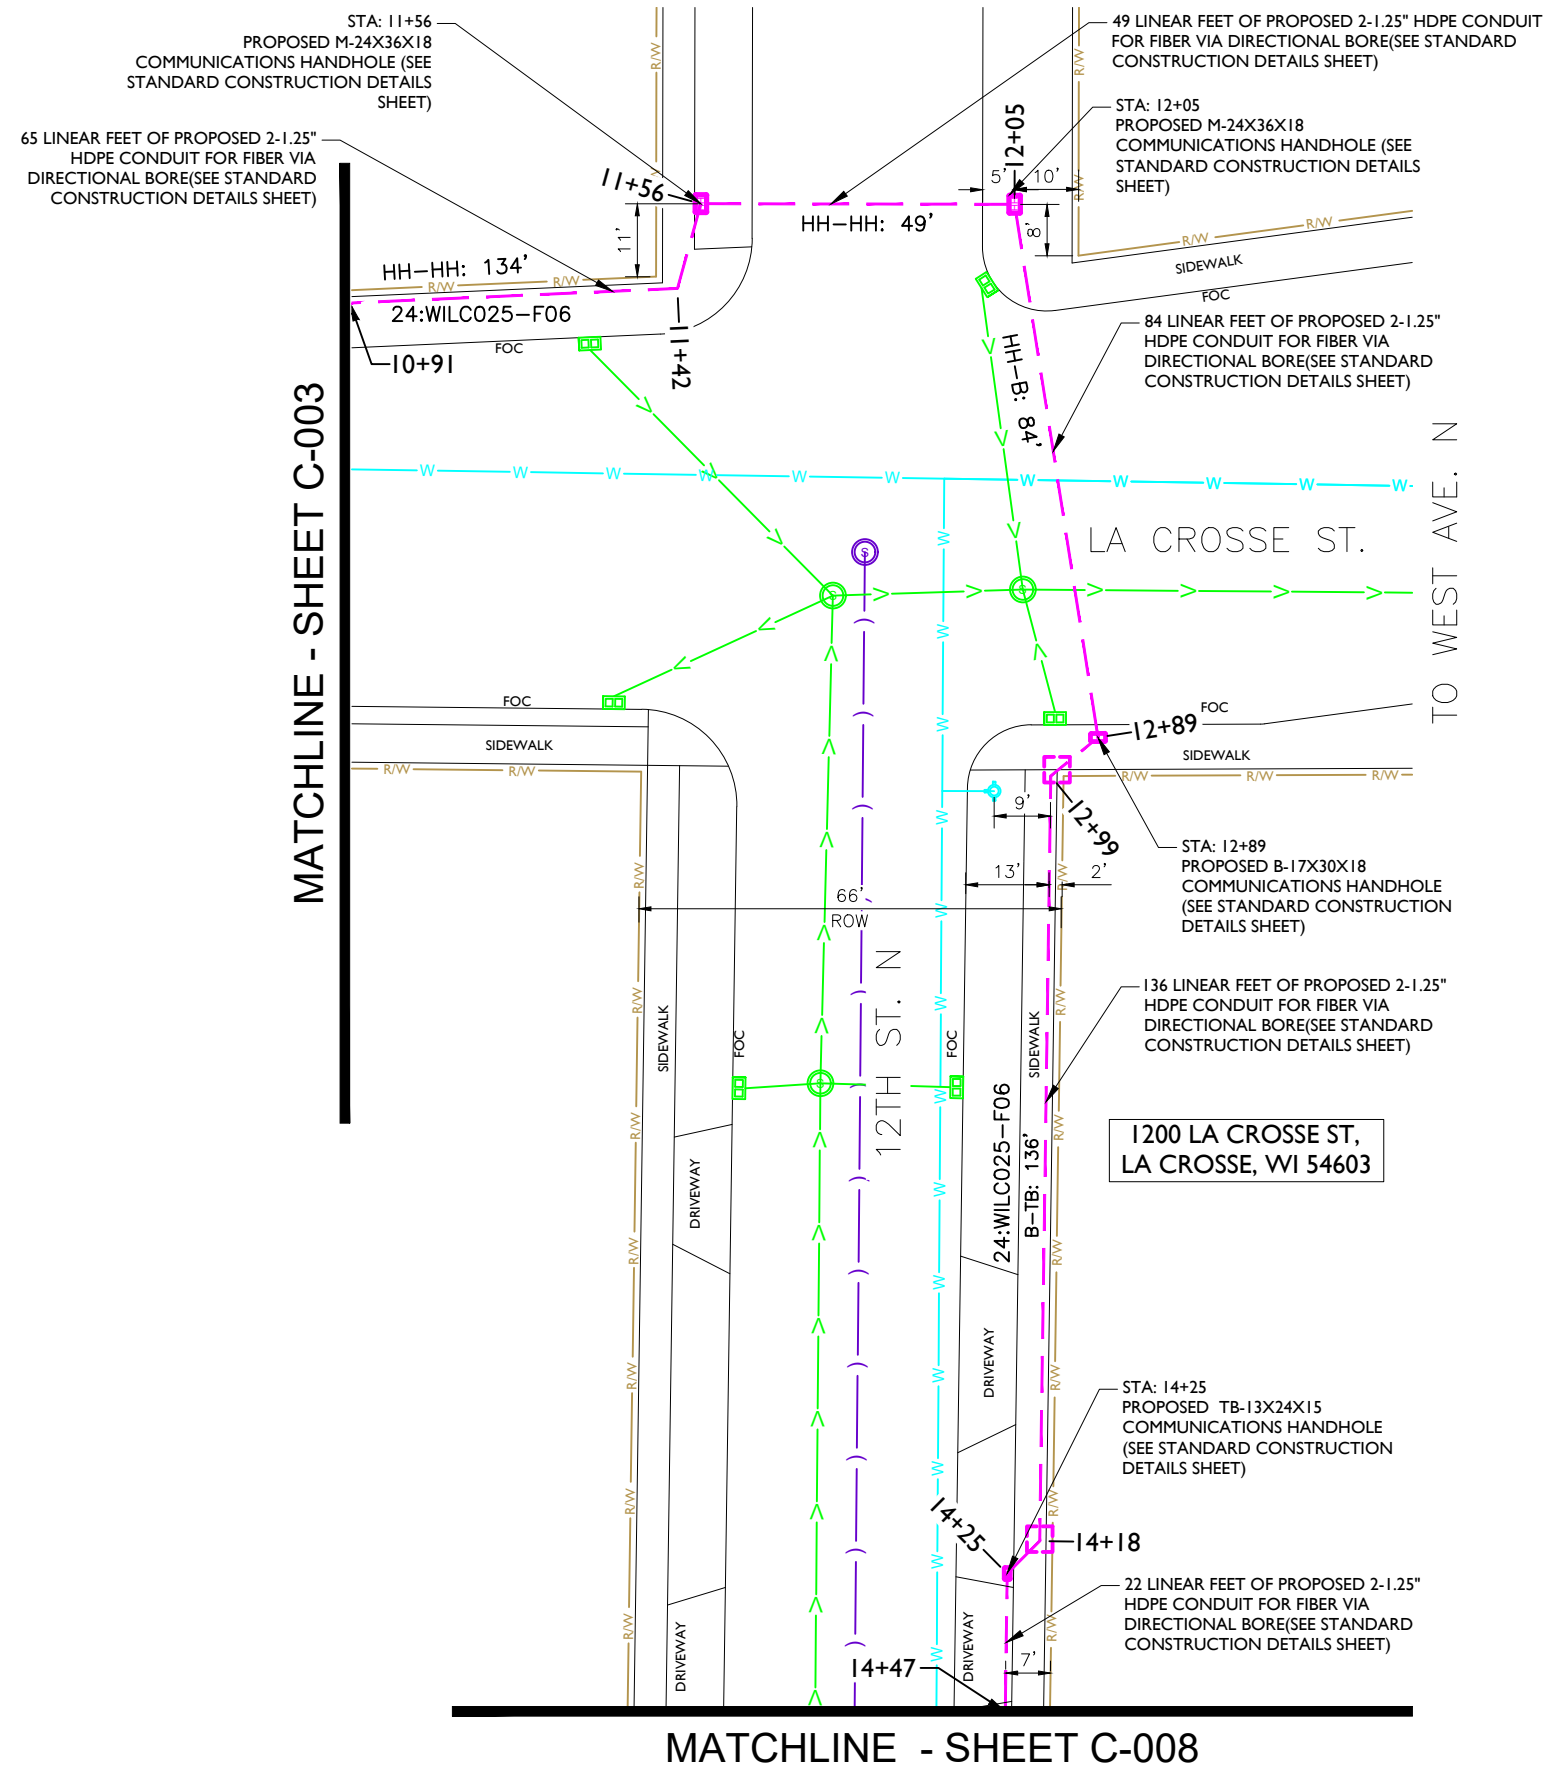 STA: 11+56
PROPOSED M-24X36X18
COMMUNICATIONS HANDHOLE (SEE
STANDARD CONSTRUCTION DETAILS
SHEET)
49 LINEAR FEET OF PROPOSED 2-1.25" HDPE CONDUIT
FOR FIBER VIA DIRECTIONAL BORE(SEE STANDARD
CONSTRUCTION DETAILS SHEET)
R/W
R/W
65 LINEAR FEET OF PROPOSED 2-1.25"
HDPE CONDUIT FOR FIBER VIA
DIRECTIONAL BORE(SEE STANDARD
CONSTRUCTION DETAILS SHEET)
STA: 12+05
PROPOSED M-24X36X18
COMMUNICATIONS HANDHOLE (SEE
STANDARD CONSTRUCTION DETAILS
SHEET)
12+05
11+56
5'
10'
R/W
HH-HH: 49'
11'
8'
R/W
R/W
HH-HH: 134'
R/W
R/W
SIDEWALK
FOC
24:WILC025-F06
FOC
10+91
11+42
HH-B: 84'
84 LINEAR FEET OF PROPOSED 2-1.25"
HDPE CONDUIT FOR FIBER VIA
DIRECTIONAL BORE(SEE STANDARD
CONSTRUCTION DETAILS SHEET)
MATCHLINE - SHEET C-003
W W W W W W W W W W W
LA CROSSE ST.
TO WEST AVE. N
S
S
S
W
W
FOC
FOC
12+89
SIDEWALK
SIDEWALK
R/W
R/W
R/W
R/W
R/W
9'
12+99
STA: 12+89
PROPOSED B-17X30X18
COMMUNICATIONS HANDHOLE
(SEE STANDARD CONSTRUCTION
DETAILS SHEET)
13'
2'
R/W
66'
ROW
W
W
12TH ST. N
136 LINEAR FEET OF PROPOSED 2-1.25"
HDPE CONDUIT FOR FIBER VIA
DIRECTIONAL BORE(SEE STANDARD
CONSTRUCTION DETAILS SHEET)
R/W
R/W
SIDEWALK
FOC
FOC
SIDEWALK
S
W
24:WILC025-F06
B-TB: 136'
1200 LA CROSSE ST,
LA CROSSE, WI 54603
R/W
R/W
DRIVEWAY
W
R/W
R/W
W
DRIVEWAY
R/W
R/W
W
STA: 14+25
PROPOSED TB-13X24X15
COMMUNICATIONS HANDHOLE
(SEE STANDARD CONSTRUCTION
DETAILS SHEET)
W
R/W
R/W
14+25
14+18
W
22 LINEAR FEET OF PROPOSED 2-1.25"
HDPE CONDUIT FOR FIBER VIA
DIRECTIONAL BORE(SEE STANDARD
CONSTRUCTION DETAILS SHEET)
R/W
R/W
DRIVEWAY
DRIVEWAY
W
7'
14+47
MATCHLINE - SHEET C-008